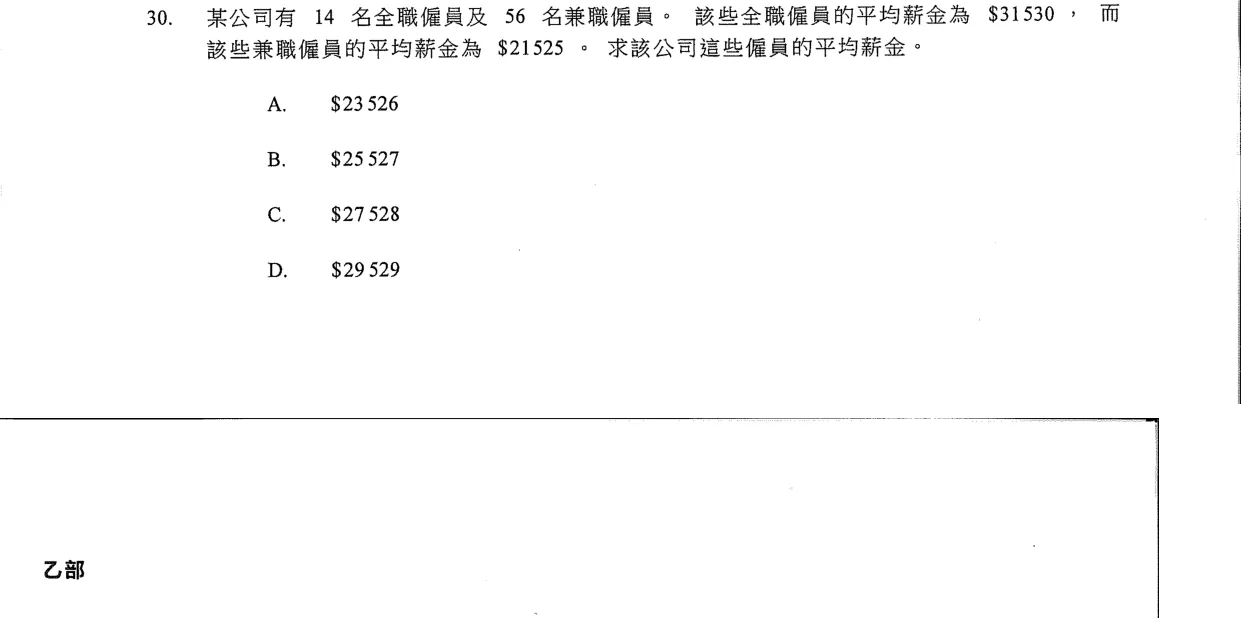 30. 某公司有 14 名全職僱員及 56 名兼職僱員。 該些全職僱員的平均薪金為 $31530 ， 而
該些兼職僱員的平均薪金為 $21525 。 求該公司這些僱員的平均薪金。
A. $23 526
B. $25 527
C. $27 528
D. $29 529
乙部